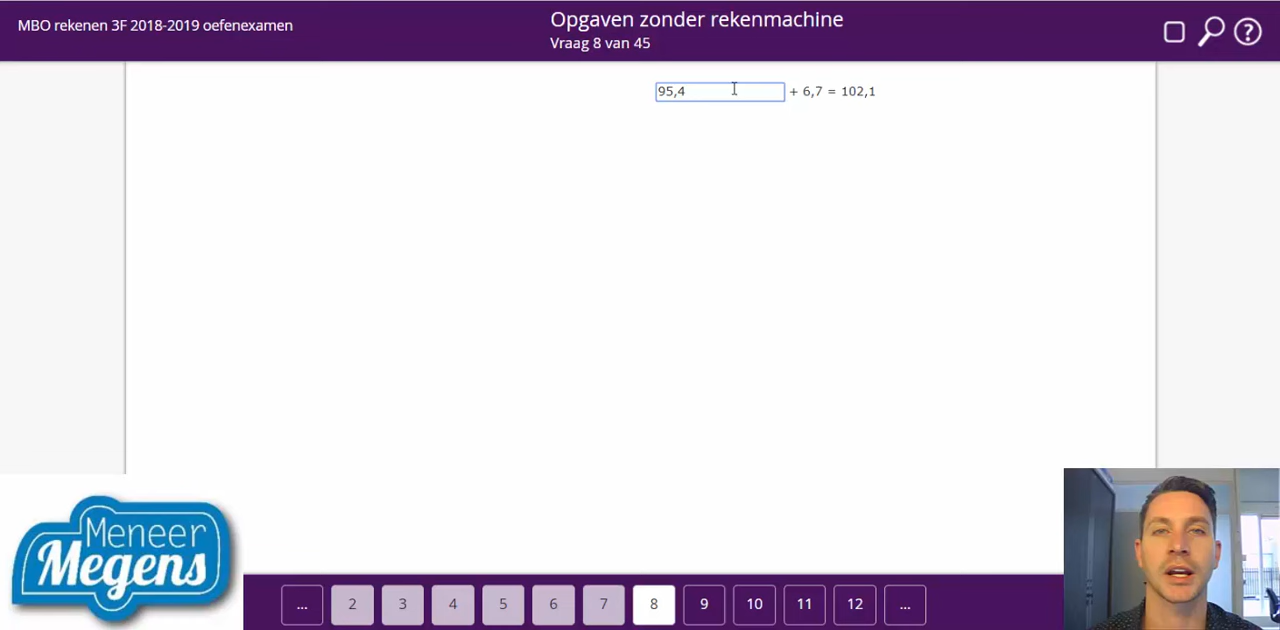 MBO rekenen 3F 2018-2019 oefenexamen
Opgaven zonder rekenmachine
Vraag 8 van 45
?
95,4 + 6,7 = 102,1
Meneer
Megens
... 2 3 4 5 6 7 8 9 10 11 12 ...